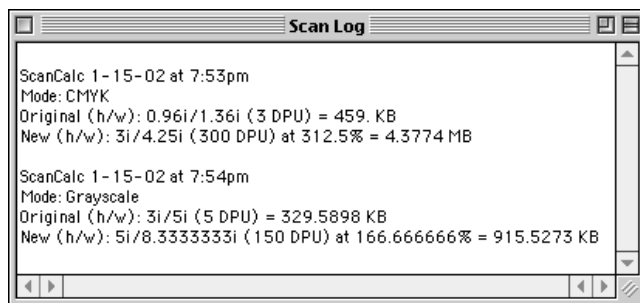 Scan Log
ScanCalc 1-15-02 at 7:53pm
Mode: CMYK
Original (h/w): 0.96i/1.36i (3 DPU) = 459. KB
New (h/w): 3i/4.25i (300 DPU) at 312.5% = 4.3774 MB
ScanCalc 1-15-02 at 7:54pm
Mode: Grayscale
Original (h/w): 3i/5i (5 DPU) = 329.5898 KB
New (h/w): 5i/8.3333333i (150 DPU) at 166.666666% = 915.5273 KB